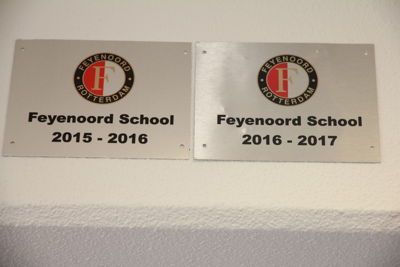 FEYENOORD
F
ROTTERDAM
Feyenoord School
2015 - 2016
FEYENOORD
F
ROTTERDAM
Feyenoord School
2016 - 2017